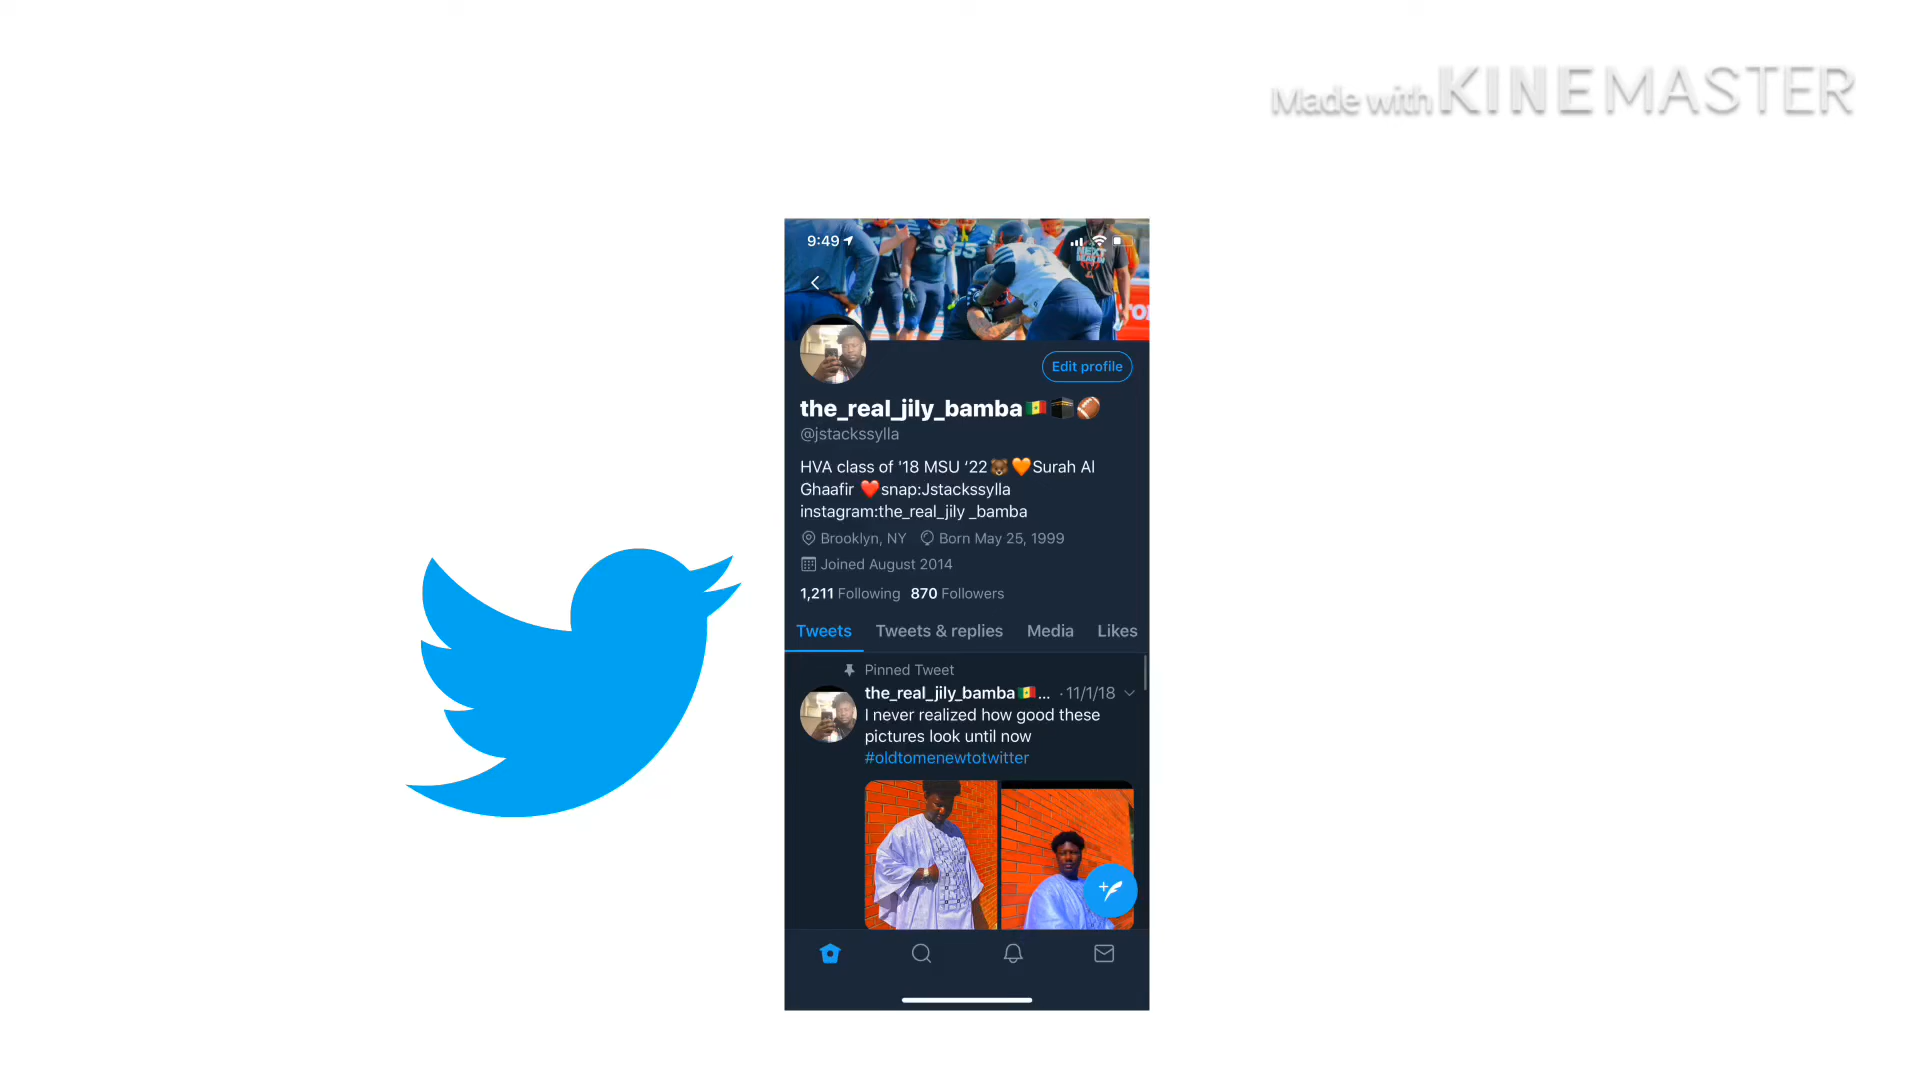 Made with KINEMASTER
9:49
9 55
NEXT
Edit profile
the_real_jily_bamba🇸🇳🕋🏈
@jstackssylla
HVA class of '18 MSU ‘22🐻🧡Surah Al
Ghaafir ❤️snap:Jstackssylla
instagram:the_real_jily _bamba
Brooklyn, NY Born May 25, 1999
Joined August 2014
1,211 Following 870 Followers
Tweets Tweets & replies Media Likes
Pinned Tweet
the_real_jily_bamba🇸🇳... · 11/1/18
I never realized how good these
pictures look until now
#oldtomenewtotwitter